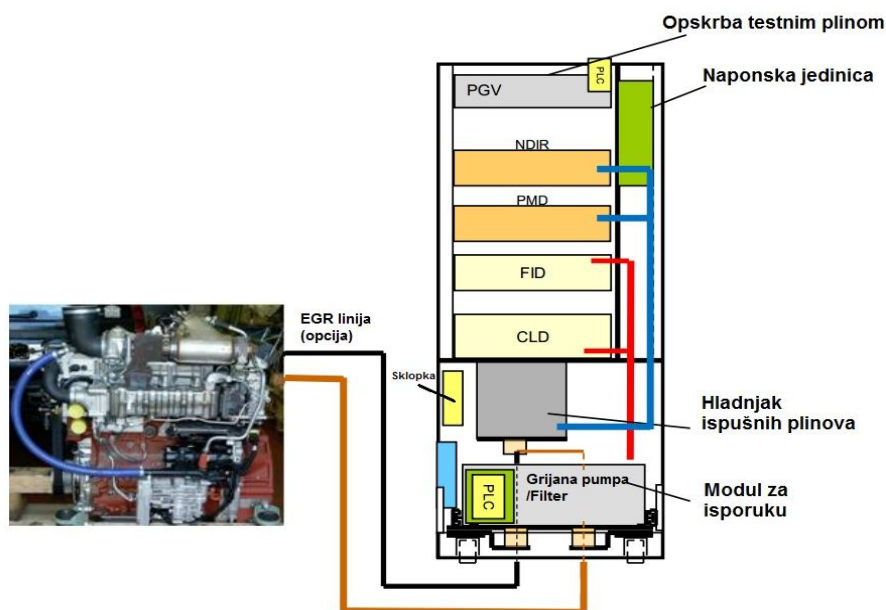 Opskrba testnim plinom
PLC
Naponska jedinica
PGV
NDIR
PMD
FID
EGR linija
(opcija)
CLD
Sklopka
Hladnjak
ispušnih plinova
Grijana pumpa
/Filter
PLC
Modul za
isporuku